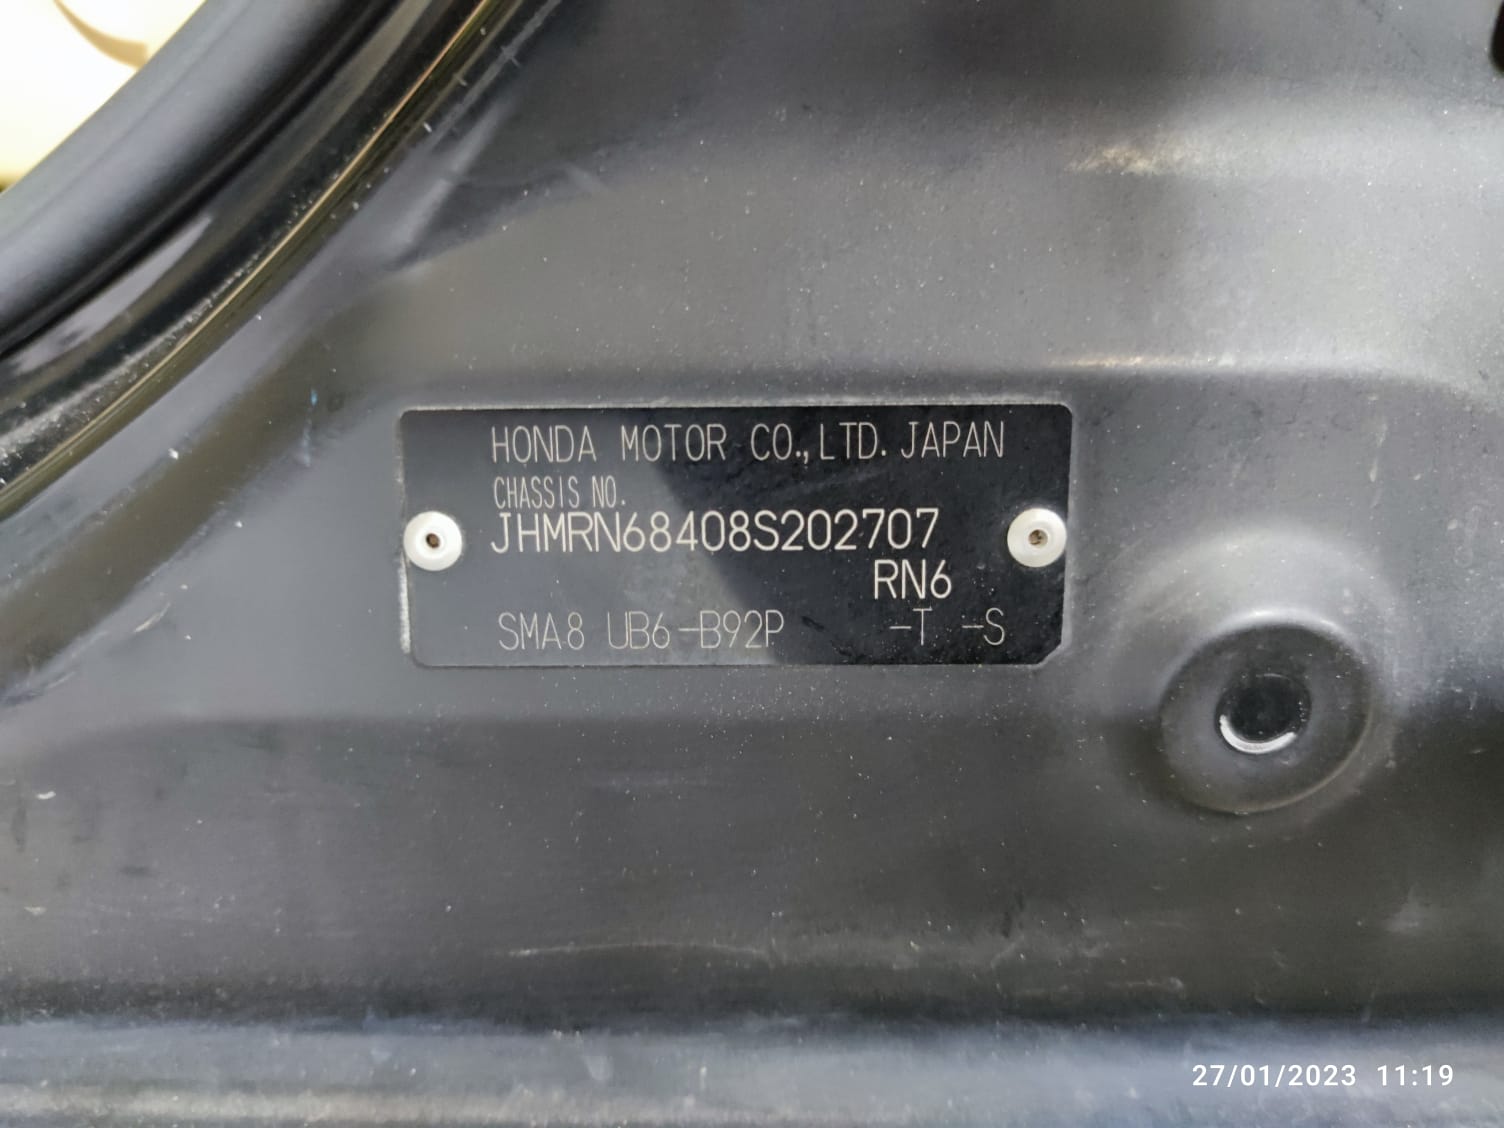 HONDA MOTOR CO.,LTD. JAPAN
CHASSIS NO.
JHMRN68408S202707
RN6
SMA8 UB6-B92P -T -S
27/01/2023 11:19